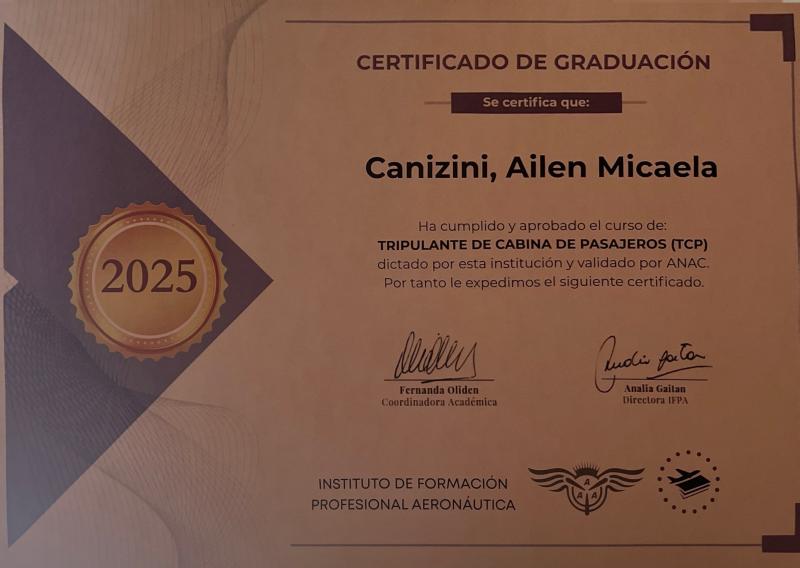 CERTIFICADO DE GRADUACIÓN
Se certifica que:
Canizini, Ailen Micaela
Ha cumplido y aprobado el curso de:
TRIPULANTE DE CABINA DE PASAJEROS (TCP)
dictado por esta institución y validado por ANAC.
Por tanto le expedimos el siguiente certificado.
2025
Fernanda Oliden
Coordinadora Académica
Analia Gaitan
Directora IFPA
INSTITUTO DE FORMACIÓN
PROFESIONAL AERONÁUTICA
A
A A